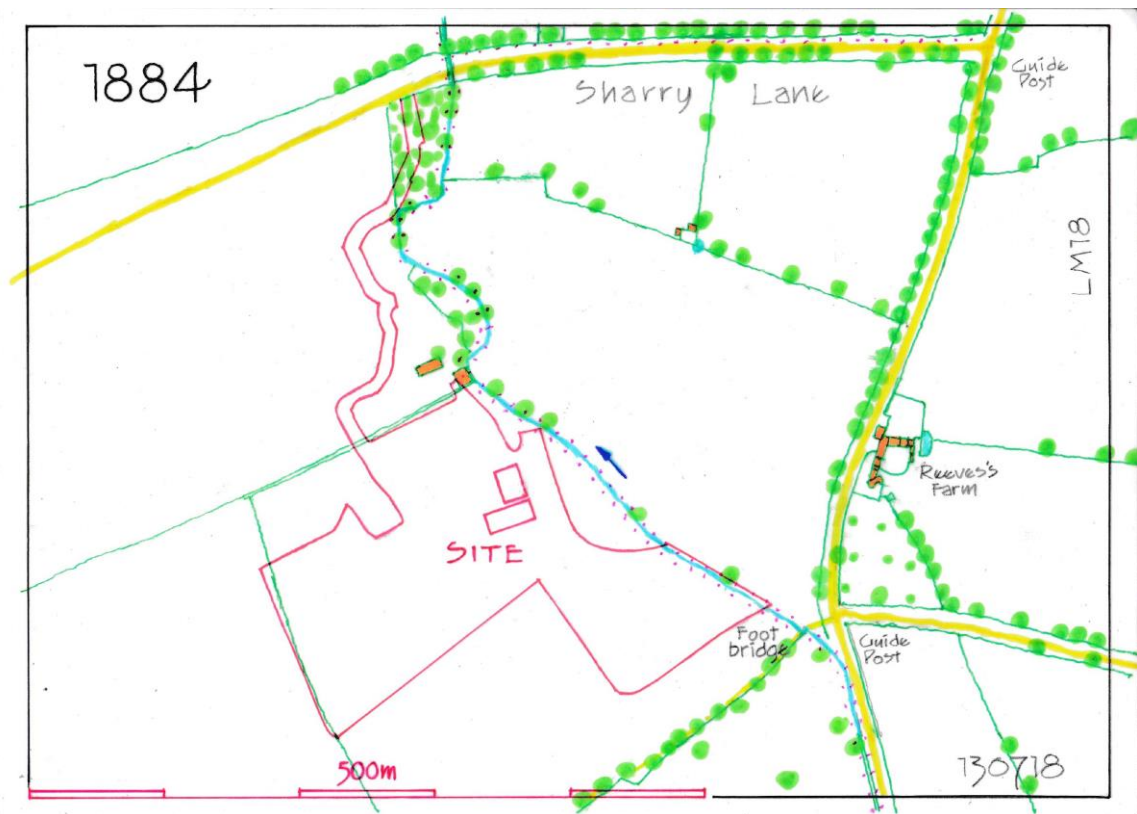 1884
Sharry Lane
Guide
Post
LM18
Reeves's
Farm
SITE
Foot
bridge
Guide
Post
500m
130718